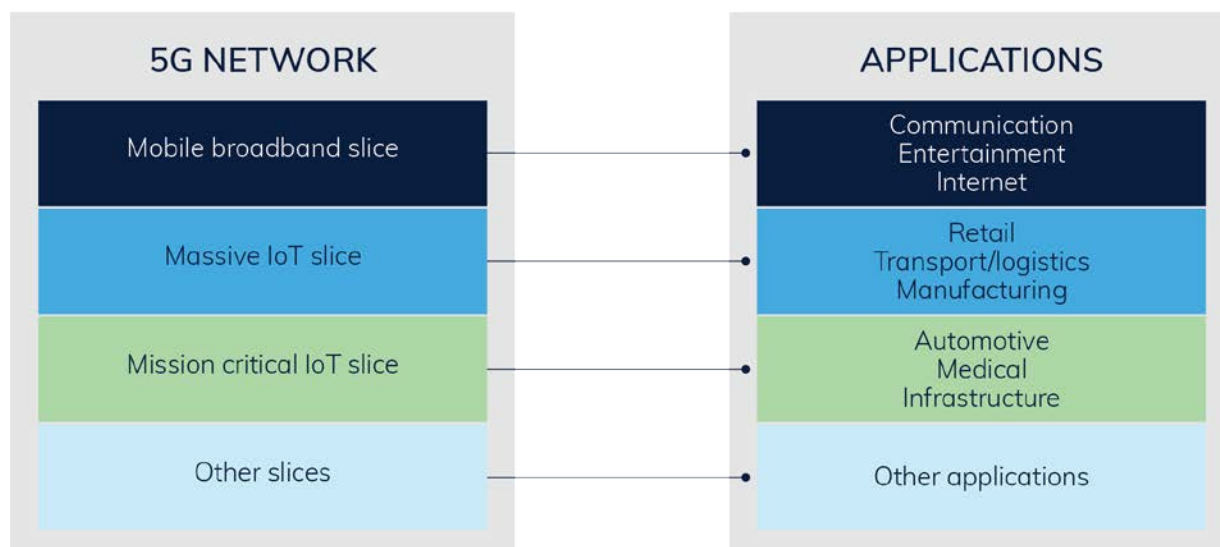 5G NETWORK
Mobile broadband slice
Massive IoT slice
Mission critical IoT slice
Other slices
APPLICATIONS
Communication
Entertainment
Internet
Retail
Transport/logistics
Manufacturing
Automotive
Medical
Infrastructure
Other applications